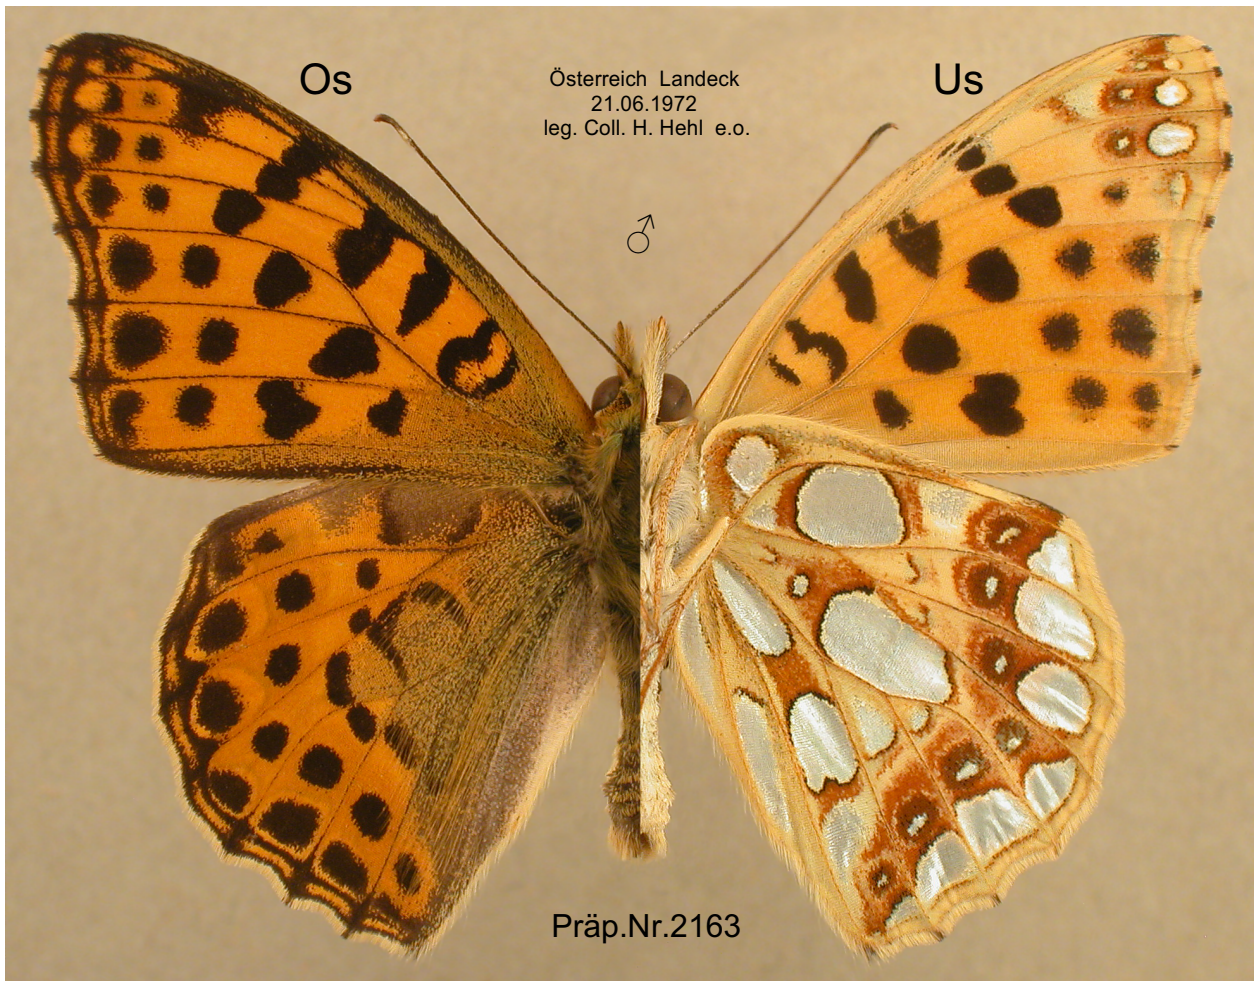 Os
Us
Österreich Landeck
21.06.1972
leg. Coll. H. Hehl e.o.
♂
Präp.Nr.2163